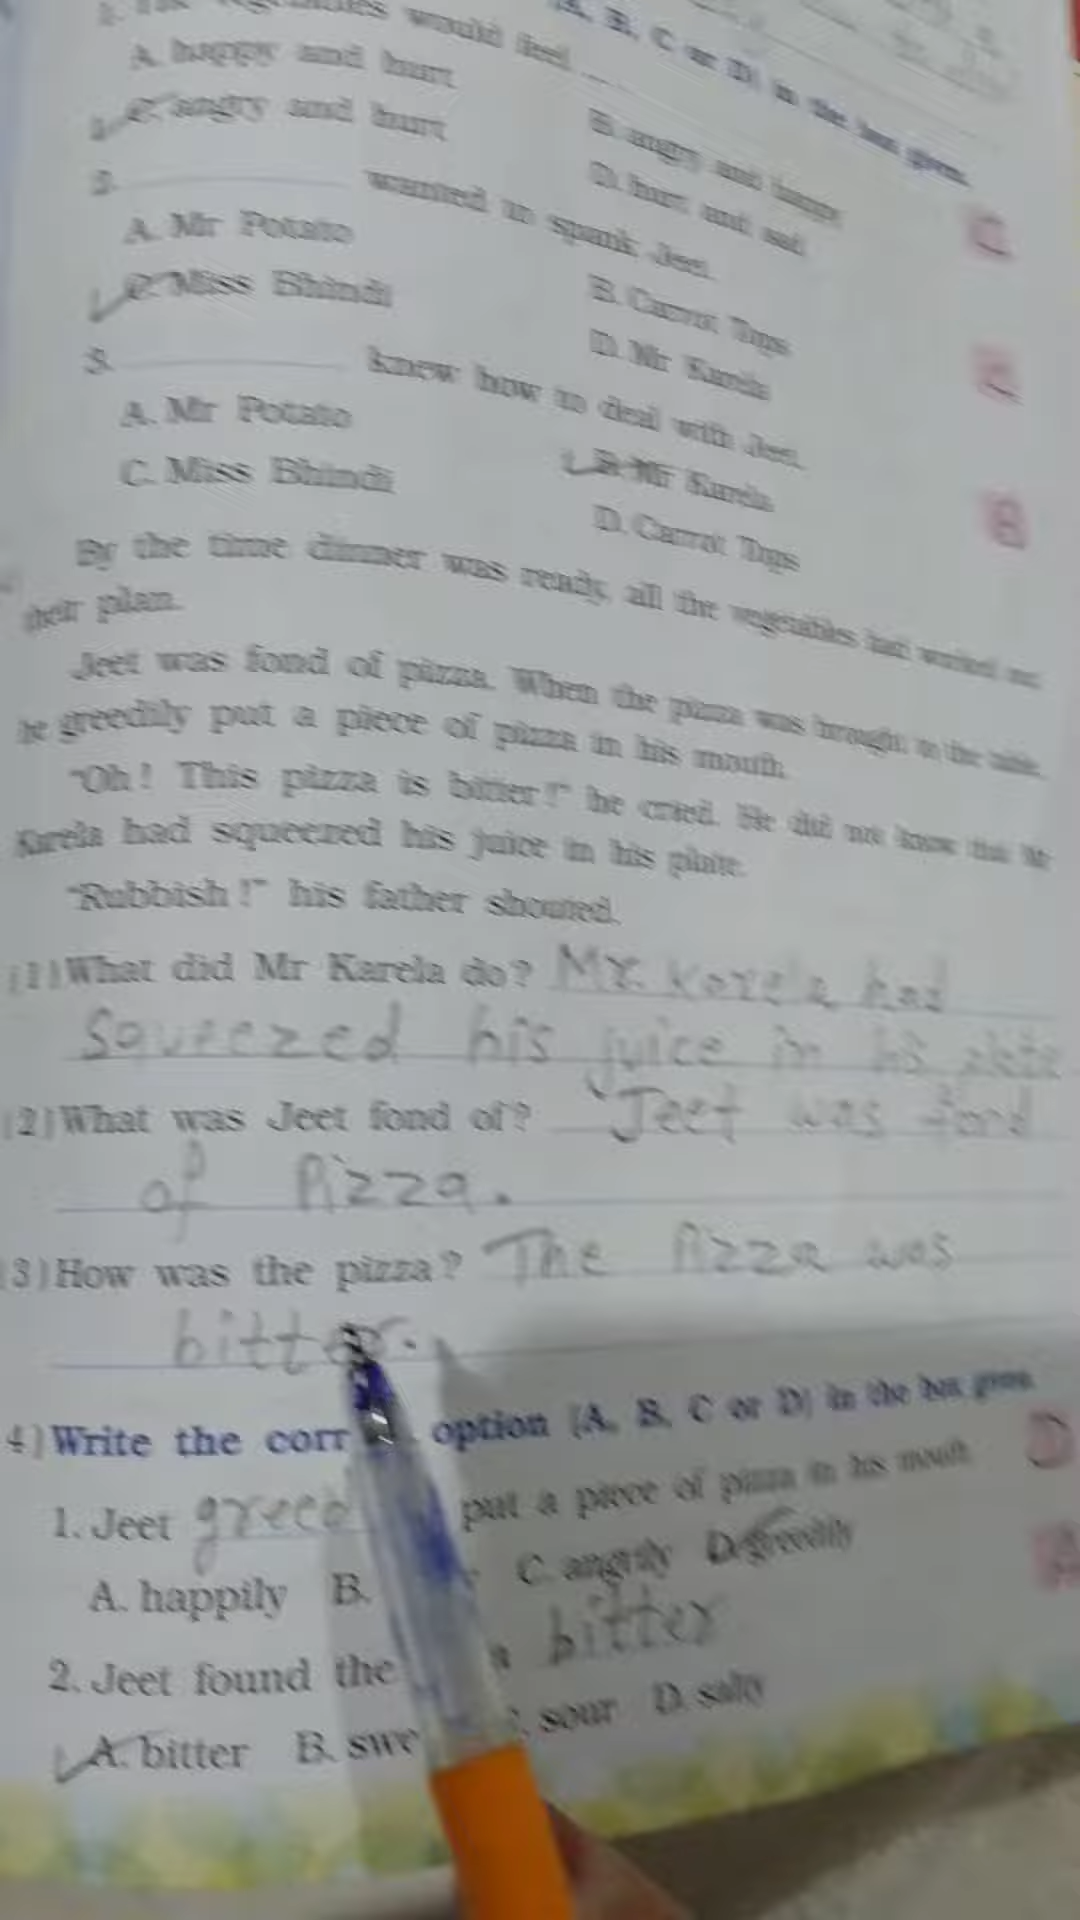 would feel ...
(A, B, C or D) in the box given.
A. happy and hurt
B. angry and happy
C. angry and hurt
D. hurt and sad
C
2. wanted to spank Jeet.
A. Mr Potato
B. Carrot Tops
C. Miss Bhindi
D. Mr Karela
C
3. knew how to deal with Jeet.
A. Mr Potato
B. Mr Karela
C. Miss Bhindi
D. Carrot Tops
B
By the time dinner was ready, all the vegetables had worked out
their plan.
Jeet was fond of pizza. When the pizza was brought to the table,
he greedily put a piece of pizza in his mouth.
"Oh! This pizza is bitter!" he cried. He did not know that Mr
Karela had squeezed his juice in his plate.
"Rubbish!" his father shouted.
(1) What did Mr Karela do? Mr. Karela had
squeezed his juice in his plate
(2) What was Jeet fond of? Jeet was fond
of Pizza.
(3) How was the pizza? The Pizza was
bitter.
(4) Write the option (A, B, C or D) in the box given.
1. Jeet put a piece of pizza in his mouth.
D
A. happily B. C. angrily D. greedily
2. Jeet found the bitter
A
A. bitter B. sour D. salty